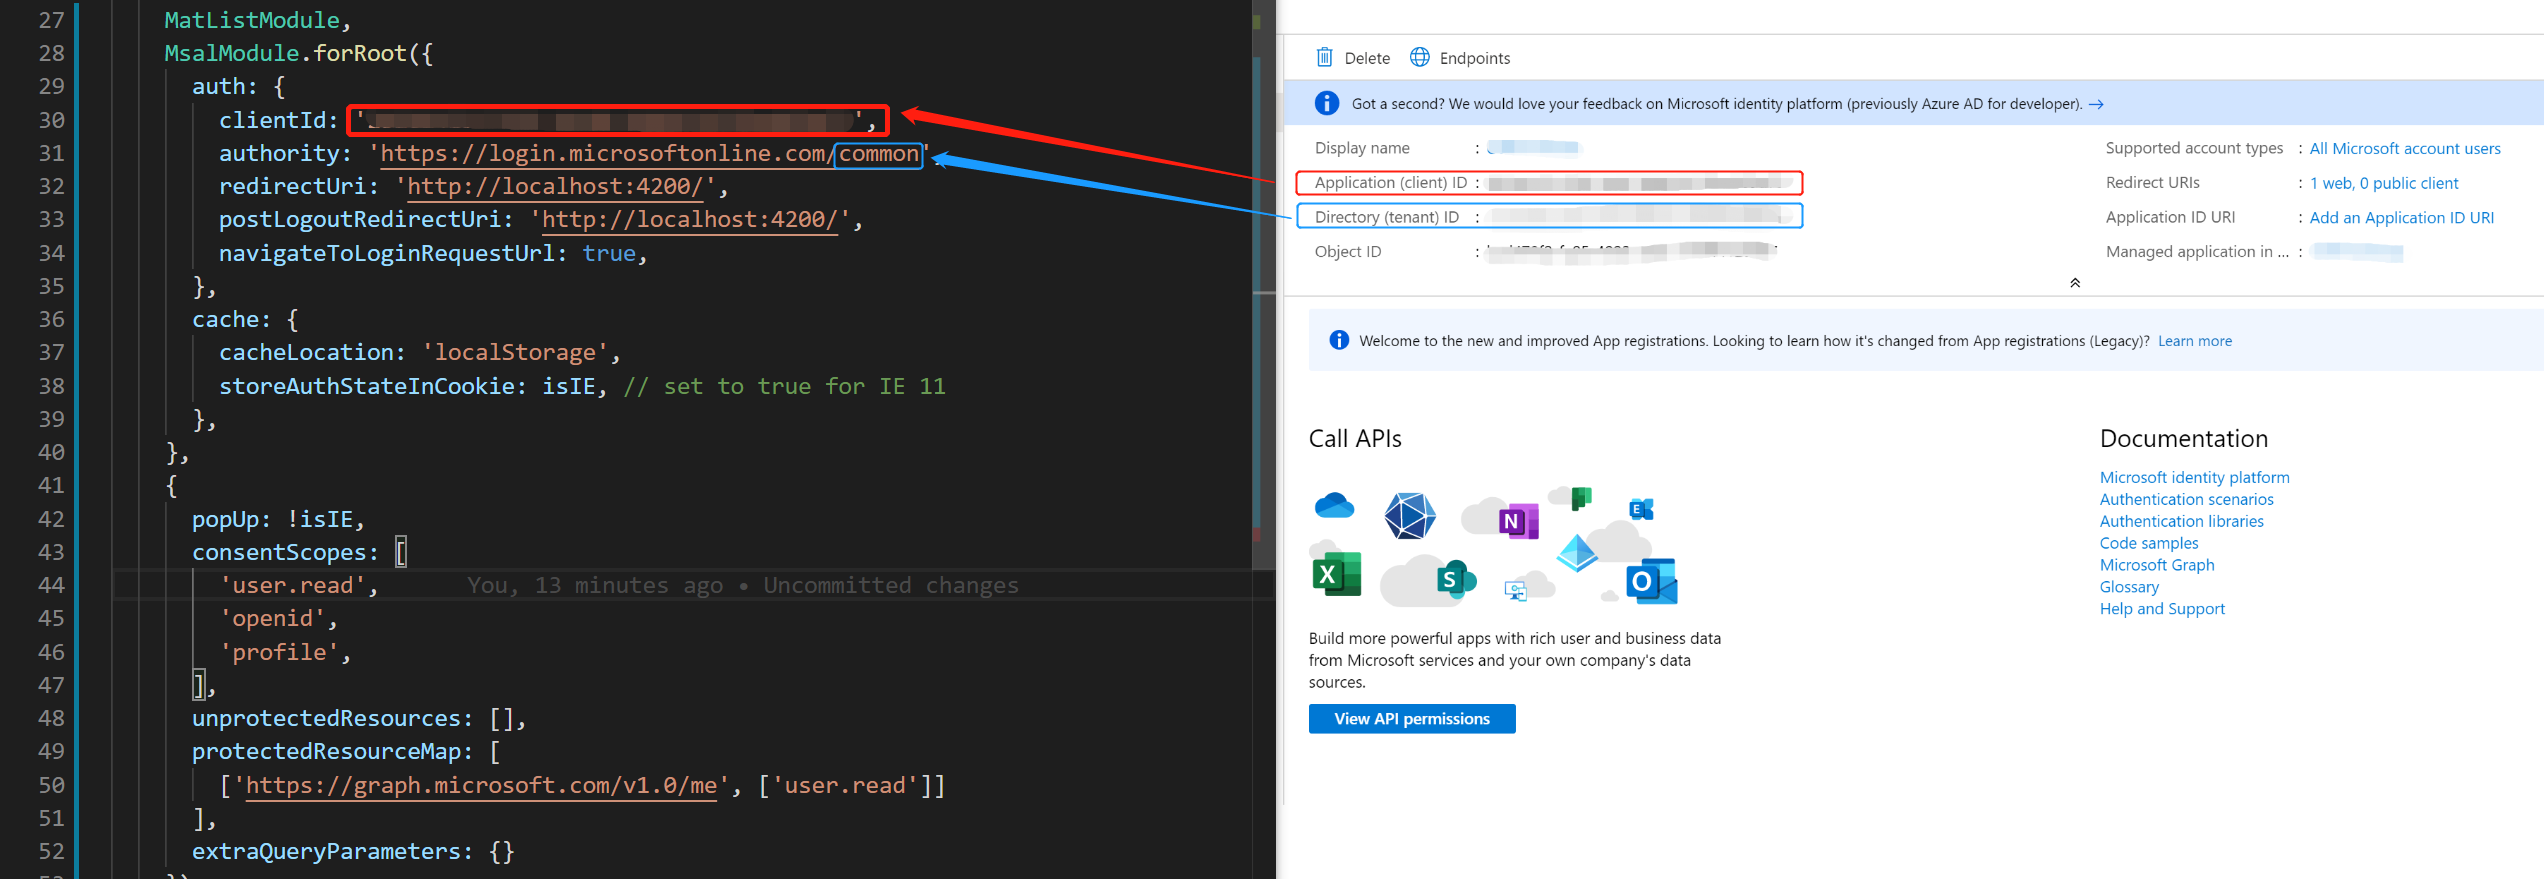 27 MatListModule,
28 MsalModule.forRoot({
29 auth: {
30 clientId: '           ',
31 authority: 'https://login.microsoftonline.com/common',
32 redirectUri: 'http://localhost:4200/',
33 postLogoutRedirectUri: 'http://localhost:4200/',
34 navigateToLoginRequestUrl: true,
35 },
36 cache: {
37 cacheLocation: 'localStorage',
38 storeAuthStateInCookie: isIE, // set to true for IE 11
39 },
40 },
41 {
42 popUp: !isIE,
43 consentScopes: [
44 'user.read', You, 13 minutes ago • Uncommitted changes
45 'openid',
46 'profile',
47 ],
48 unprotectedResources: [],
49 protectedResourceMap: [
50 ['https://graph.microsoft.com/v1.0/me', ['user.read']]
51 ],
52 extraQueryParameters: {}
Delete Endpoints
Got a second? We would love your feedback on Microsoft identity platform (previously Azure AD for developer). →
Display name :
Application (client) ID :
Directory (tenant) ID :
Object ID :
Supported account types : All Microsoft account users
Redirect URIs : 1 web, 0 public client
Application ID URI : Add an Application ID URI
Managed application in ... :
Welcome to the new and improved App registrations. Looking to learn how it's changed from App registrations (Legacy)? Learn more
Call APIs
Build more powerful apps with rich user and business data
from Microsoft services and your own company's data
sources.
View API permissions
Documentation
Microsoft identity platform
Authentication scenarios
Authentication libraries
Code samples
Microsoft Graph
Glossary
Help and Support